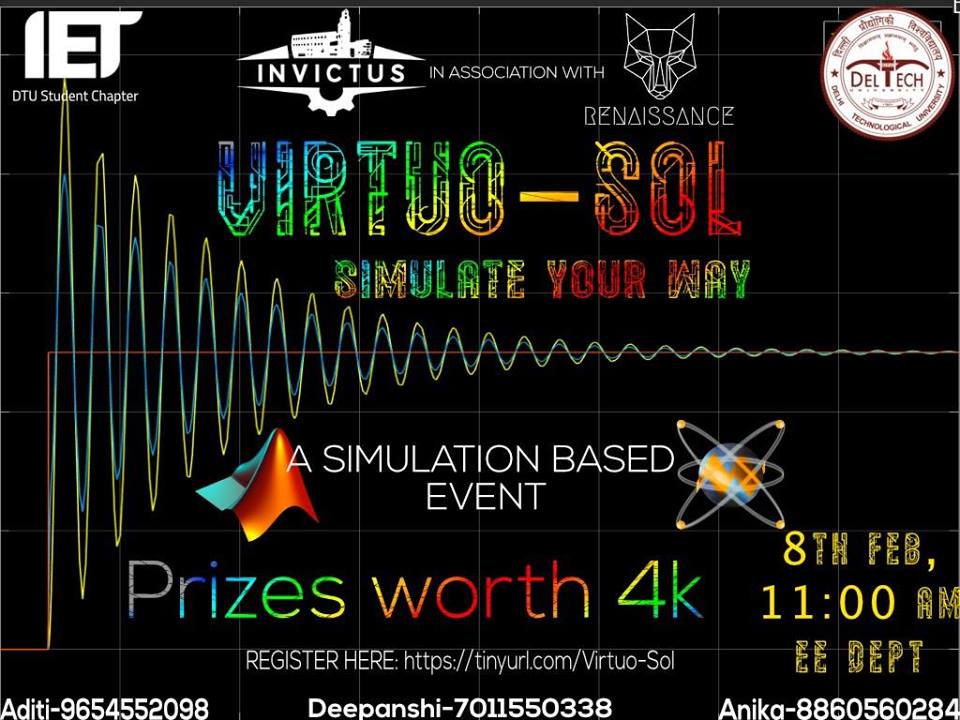 IET
DTU Student Chapter
INVICTUS
IN ASSOCIATION WITH
RENAISSANCE
दिल्ली प्रौद्योगिकी विश्वविद्यालय
DELTECH
UNIVERSITY
DELHI TECHNOLOGICAL UNIVERSITY
VIRTUO-SOL
SIMULATE YOUR WAY
A SIMULATION BASED
EVENT
8TH FEB,
11:00 AM
EE DEPT
Prizes worth 4k
REGISTER HERE: https://tinyurl.com/Virtuo-Sol
Aditi-9654552098
Deepanshi-7011550338
Anika-8860560284